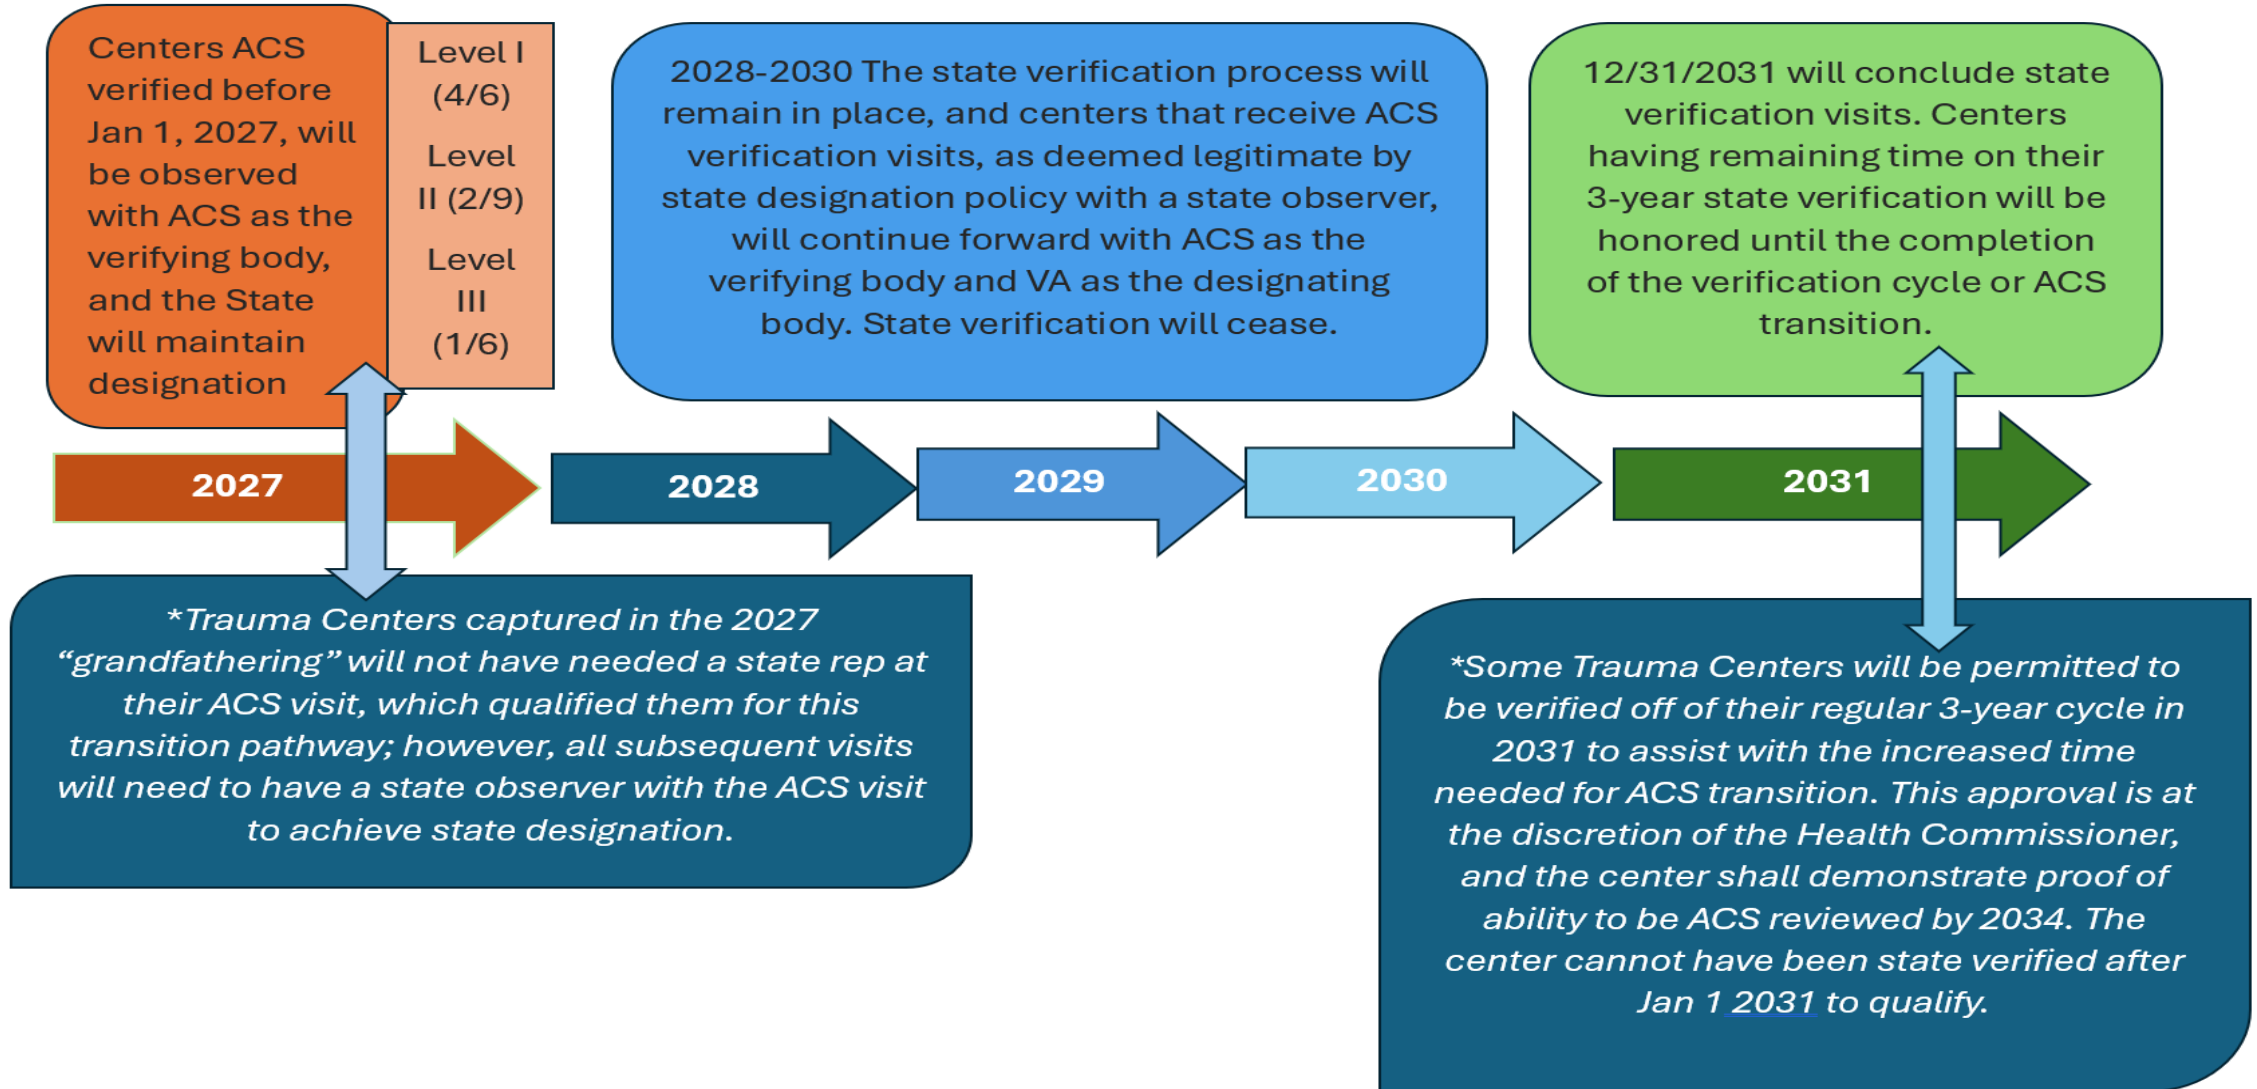 Centers ACS
verified before
Jan 1, 2027, will
be observed
with ACS as the
verifying body,
and the State
will maintain
designation
Level I
(4/6)
Level
II (2/9)
Level
III
(1/6)
2028-2030 The state verification process will
remain in place, and centers that receive ACS
verification visits, as deemed legitimate by
state designation policy with a state observer,
will continue forward with ACS as the
verifying body and VA as the designating
body. State verification will cease.
12/31/2031 will conclude state
verification visits. Centers
having remaining time on their
3-year state verification will be
honored until the completion
of the verification cycle or ACS
transition.
2027
2028
2029
2030
2031
*Trauma Centers captured in the 2027
“grandfathering” will not have needed a state rep at
their ACS visit, which qualified them for this
transition pathway; however, all subsequent visits
will need to have a state observer with the ACS visit
to achieve state designation.
*Some Trauma Centers will be permitted to
be verified off of their regular 3-year cycle in
2031 to assist with the increased time
needed for ACS transition. This approval is at
the discretion of the Health Commissioner,
and the center shall demonstrate proof of
ability to be ACS reviewed by 2034. The
center cannot have been state verified after
Jan 1 2031 to qualify.